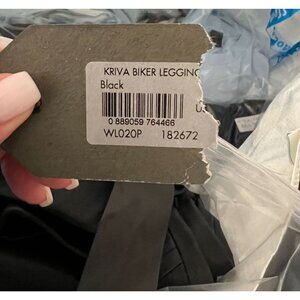 KRIVA BIKER LEGGING
Black
0 889059 764466
WL020P 182672